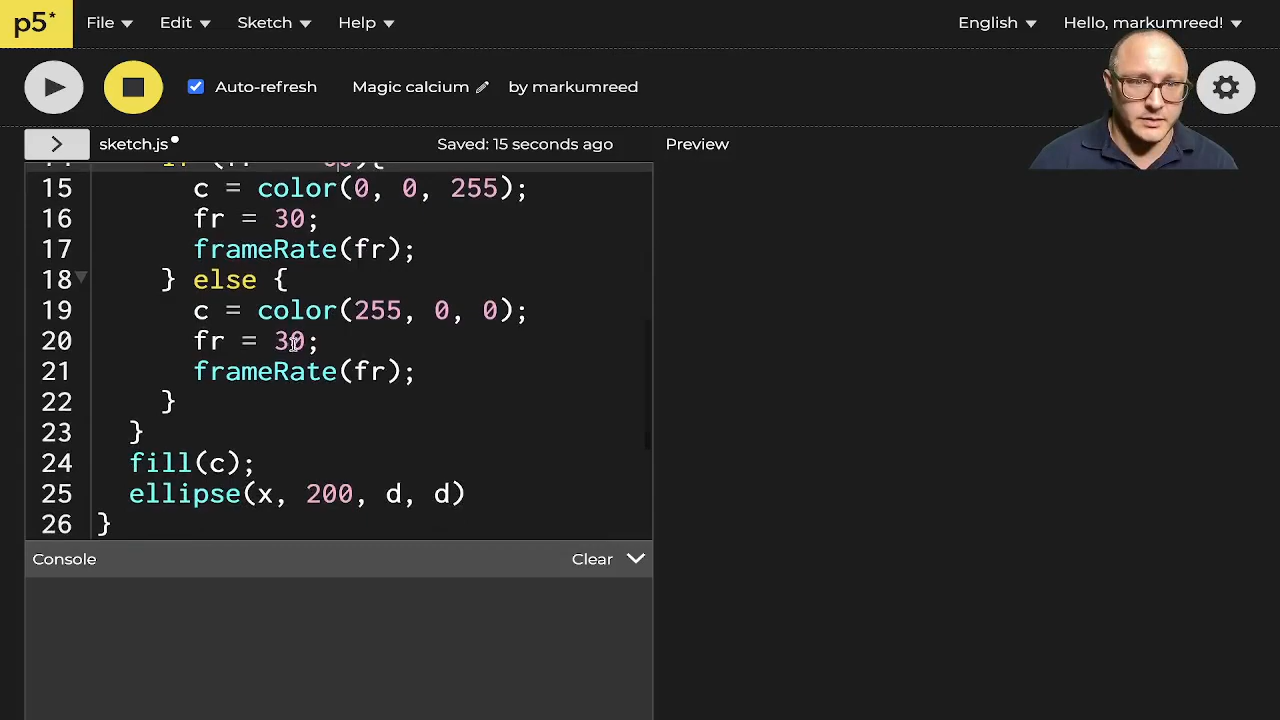 p5* File Edit Sketch Help English Hello, markumreed!
Auto-refresh Magic calcium by markumreed
> sketch.js Saved: 15 seconds ago Preview
15 c = color(0, 0, 255);
16 fr = 30;
17 frameRate(fr);
18 } else {
19 c = color(255, 0, 0);
20 fr = 30;
21 frameRate(fr);
22 }
23 }
24 fill(c);
25 ellipse(x, 200, d, d)
26 }
Console Clear